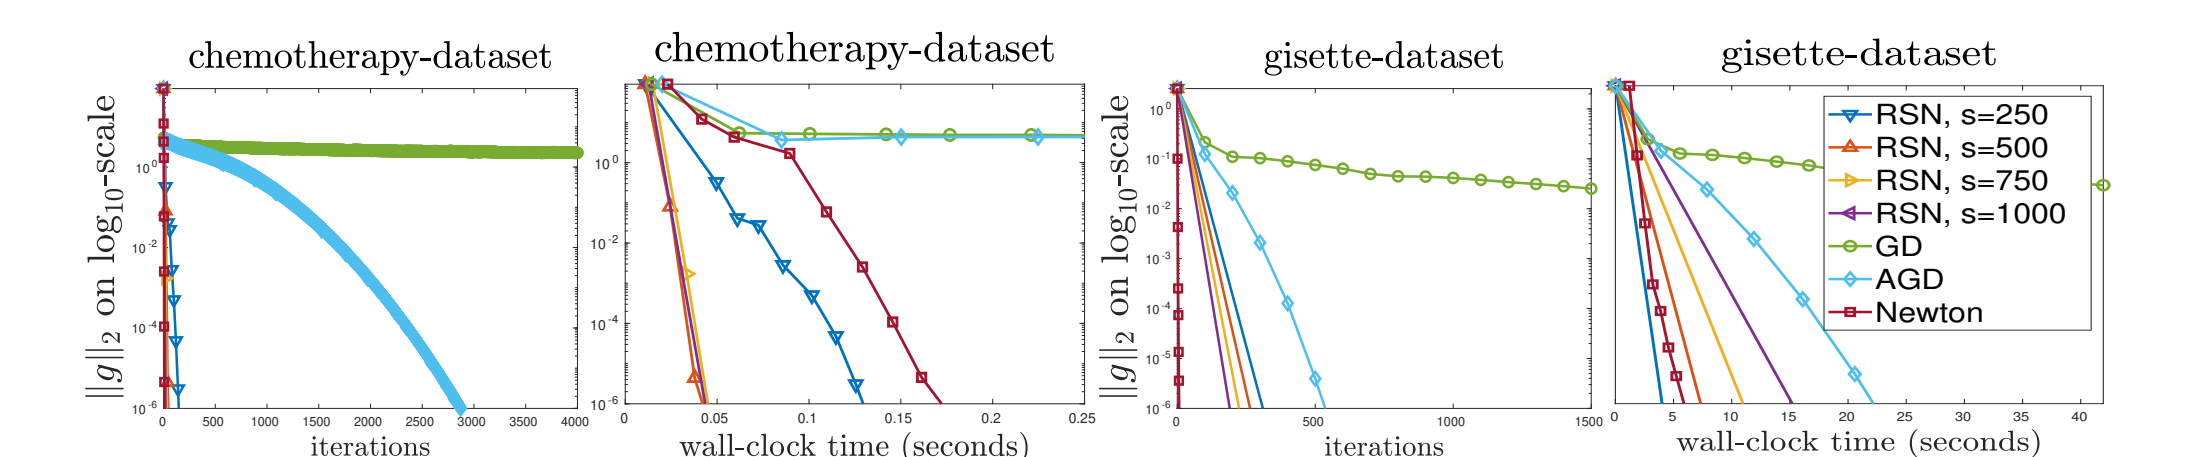 chemotherapy-dataset
||g||2 on log10-scale
10^0
10^-2
10^-4
10^-6
0 500 1000 1500 2000 2500 3000 3500 4000
iterations
chemotherapy-dataset
10^0
10^-2
10^-4
10^-6
0 0.05 0.1 0.15 0.2 0.25
wall-clock time (seconds)
gisette-dataset
||g||2 on log10-scale
10^0
10^-1
10^-2
10^-3
10^-4
10^-5
10^-6
0 500 1000 1500
iterations
gisette-dataset
RSN, s=250
RSN, s=500
RSN, s=750
RSN, s=1000
GD
AGD
Newton
0 5 10 15 20 25 30 35 40
wall-clock time (seconds)